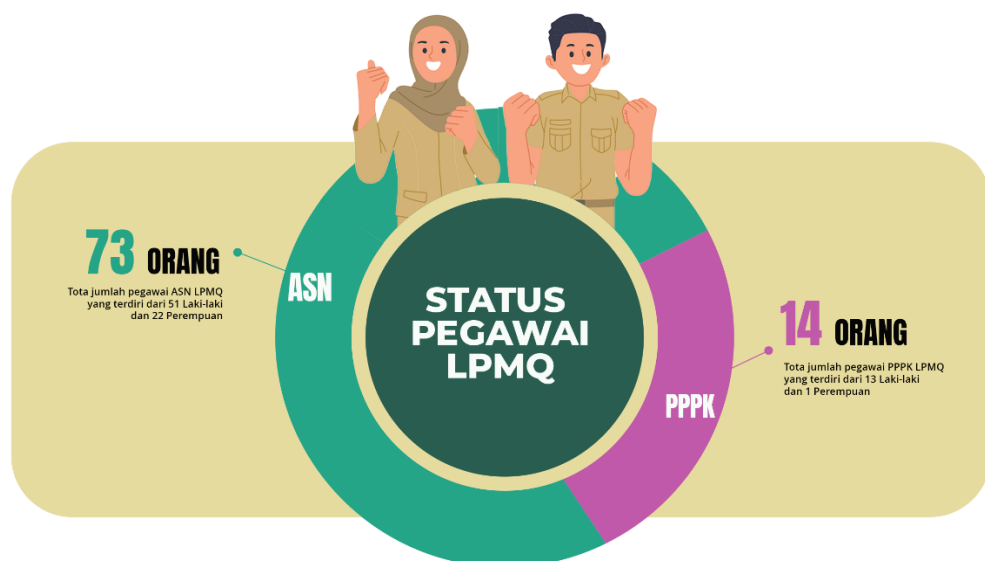 73 ORANG
Tota jumlah pegawai ASN LPMQ
yang terdiri dari 51 Laki-laki
dan 22 Perempuan
ASN
STATUS
PEGAWAI
LPMQ
14 ORANG
Tota jumlah pegawai PPPK LPMQ
yang terdiri dari 13 Laki-laki
dan 1 Perempuan
PPPK